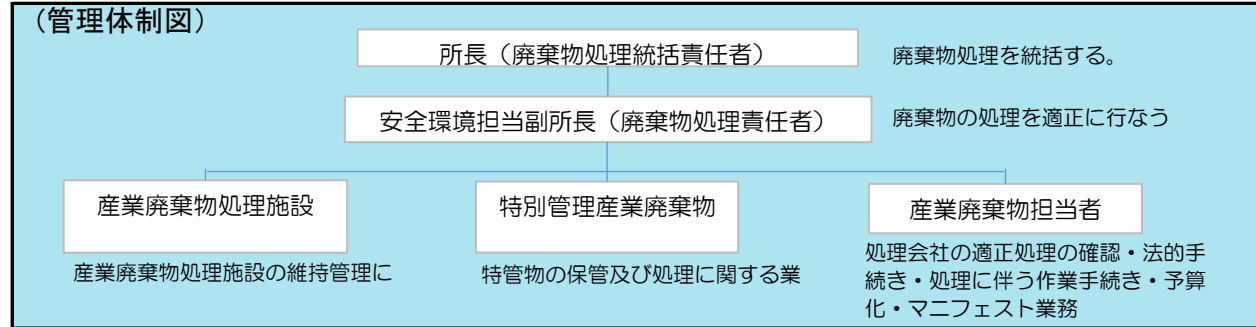 （管理体制図）
所長（廃棄物処理統括責任者）
廃棄物処理を統括する。
安全環境担当副所長（廃棄物処理責任者）
廃棄物の処理を適正に行なう
産業廃棄物処理施設
産業廃棄物処理施設の維持管理に
特別管理産業廃棄物
特管物の保管及び処理に関する業
産業廃棄物担当者
処理会社の適正処理の確認・法的手
続き・処理に伴う作業手続き・予算
化・マニフェスト業務